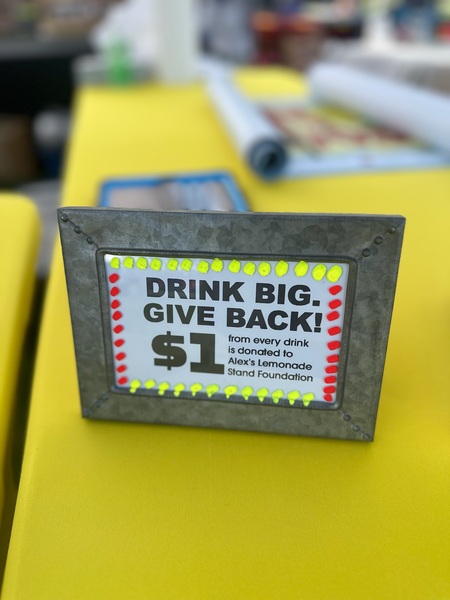 DRINK BIG.
GIVE BACK!
$1
from every drink
is donated to
Alex's Lemonade
Stand Foundation